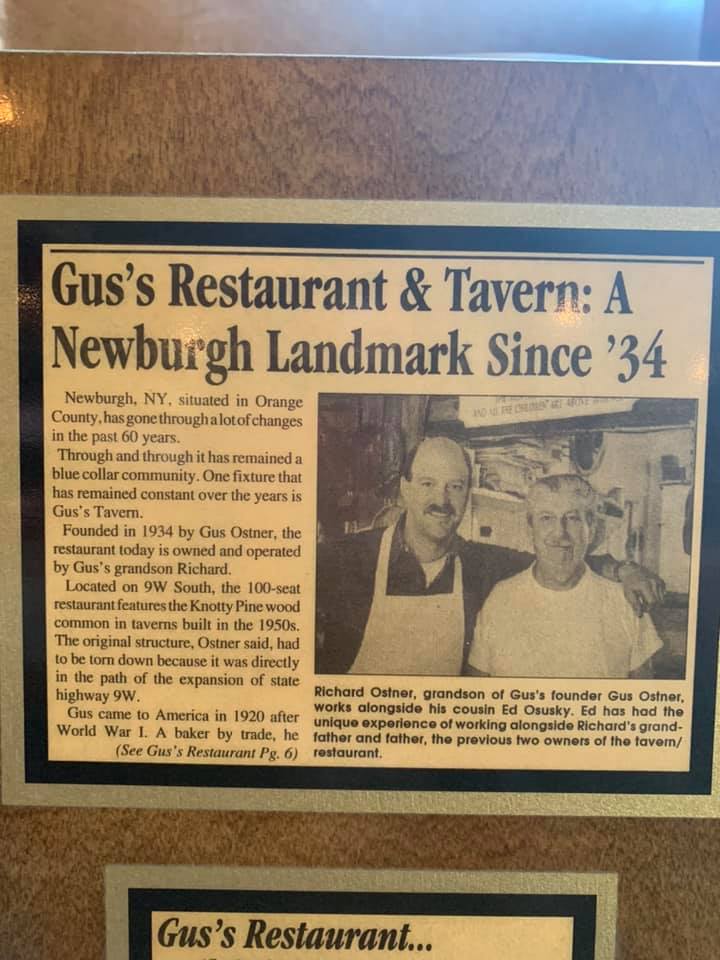 Gus's Restaurant & Tavern: A
Newburgh Landmark Since '34
Newburgh, NY, situated in Orange
County, has gone through a lot of changes
in the past 60 years.
Through and through it has remained a
blue collar community. One fixture that
has remained constant over the years is
Gus's Tavern.
Founded in 1934 by Gus Ostner, the
restaurant today is owned and operated
by Gus's grandson Richard.
Located on 9W South, the 100-seat
restaurant features the Knotty Pine wood
common in taverns built in the 1950s.
The original structure, Ostner said, had
to be torn down because it was directly
in the path of the expansion of state
highway 9W.
Gus came to America in 1920 after
World War I. A baker by trade, he
(See Gus's Restaurant Pg. 6)
AND ALL THE CHILDREN ARE ABOVE
Richard Ostner, grandson of Gus's founder Gus Ostner,
works alongside his cousin Ed Osusky. Ed has had the
unique experience of working alongside Richard's grand-
father and father, the previous two owners of the tavern/
restaurant.
Gus's Restaurant...